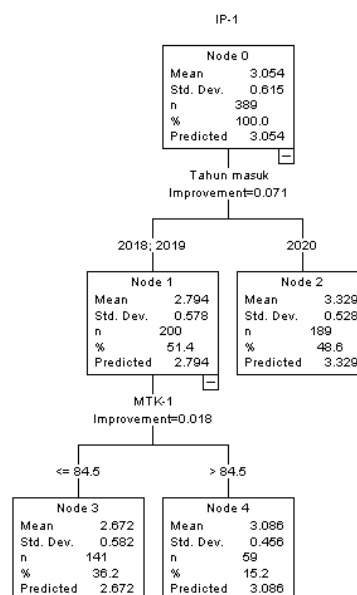 IP-1
Node 0
Mean 3.054
Std. Dev. 0.615
n 389
% 100.0
Predicted 3.054
Tahun masuk
Improvement=0.071
2018; 2019
2020
Node 1
Mean 2.794
Std. Dev. 0.578
n 200
% 51.4
Predicted 2.794
Node 2
Mean 3.329
Std. Dev. 0.528
n 189
% 48.6
Predicted 3.329
MTK-1
Improvement=0.018
<= 84.5
> 84.5
Node 3
Mean 2.672
Std. Dev. 0.582
n 141
% 36.2
Predicted 2.672
Node 4
Mean 3.086
Std. Dev. 0.456
n 59
% 15.2
Predicted 3.086